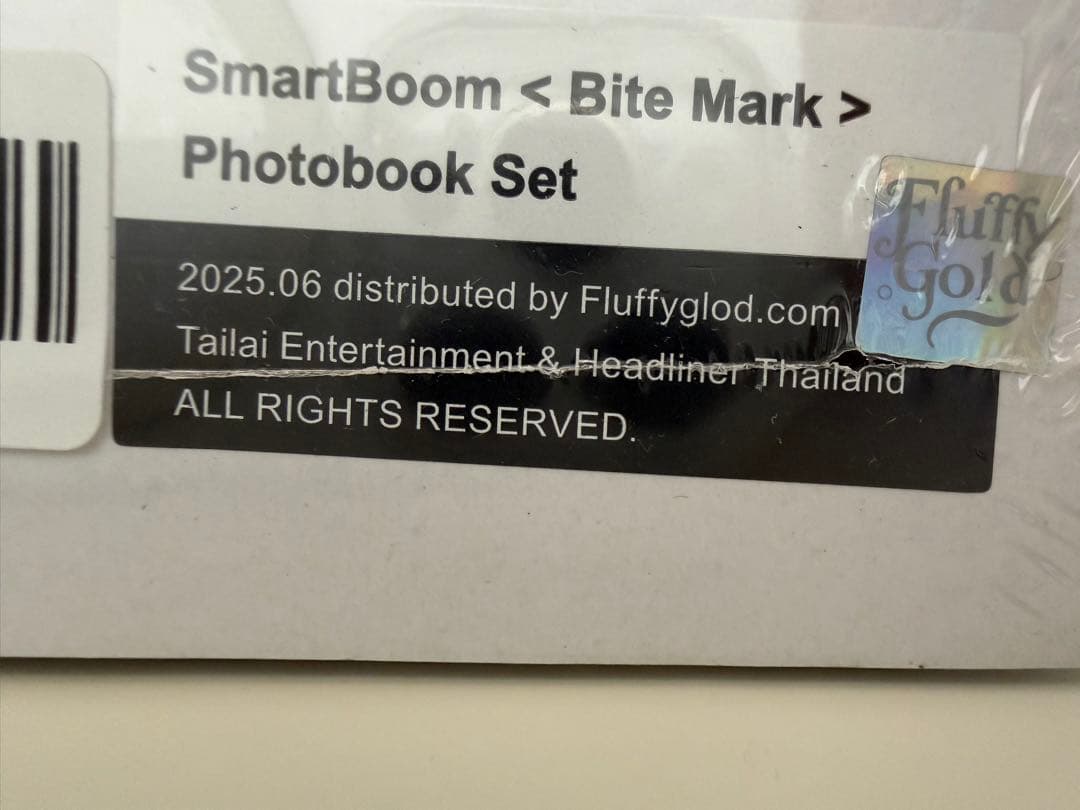 SmartBoom < Bite Mark >
Photobook Set
2025.06 distributed by Fluffyglod.com
Tailai Entertainment & Headliner Thailand
ALL RIGHTS RESERVED.
Fluffy
Gold